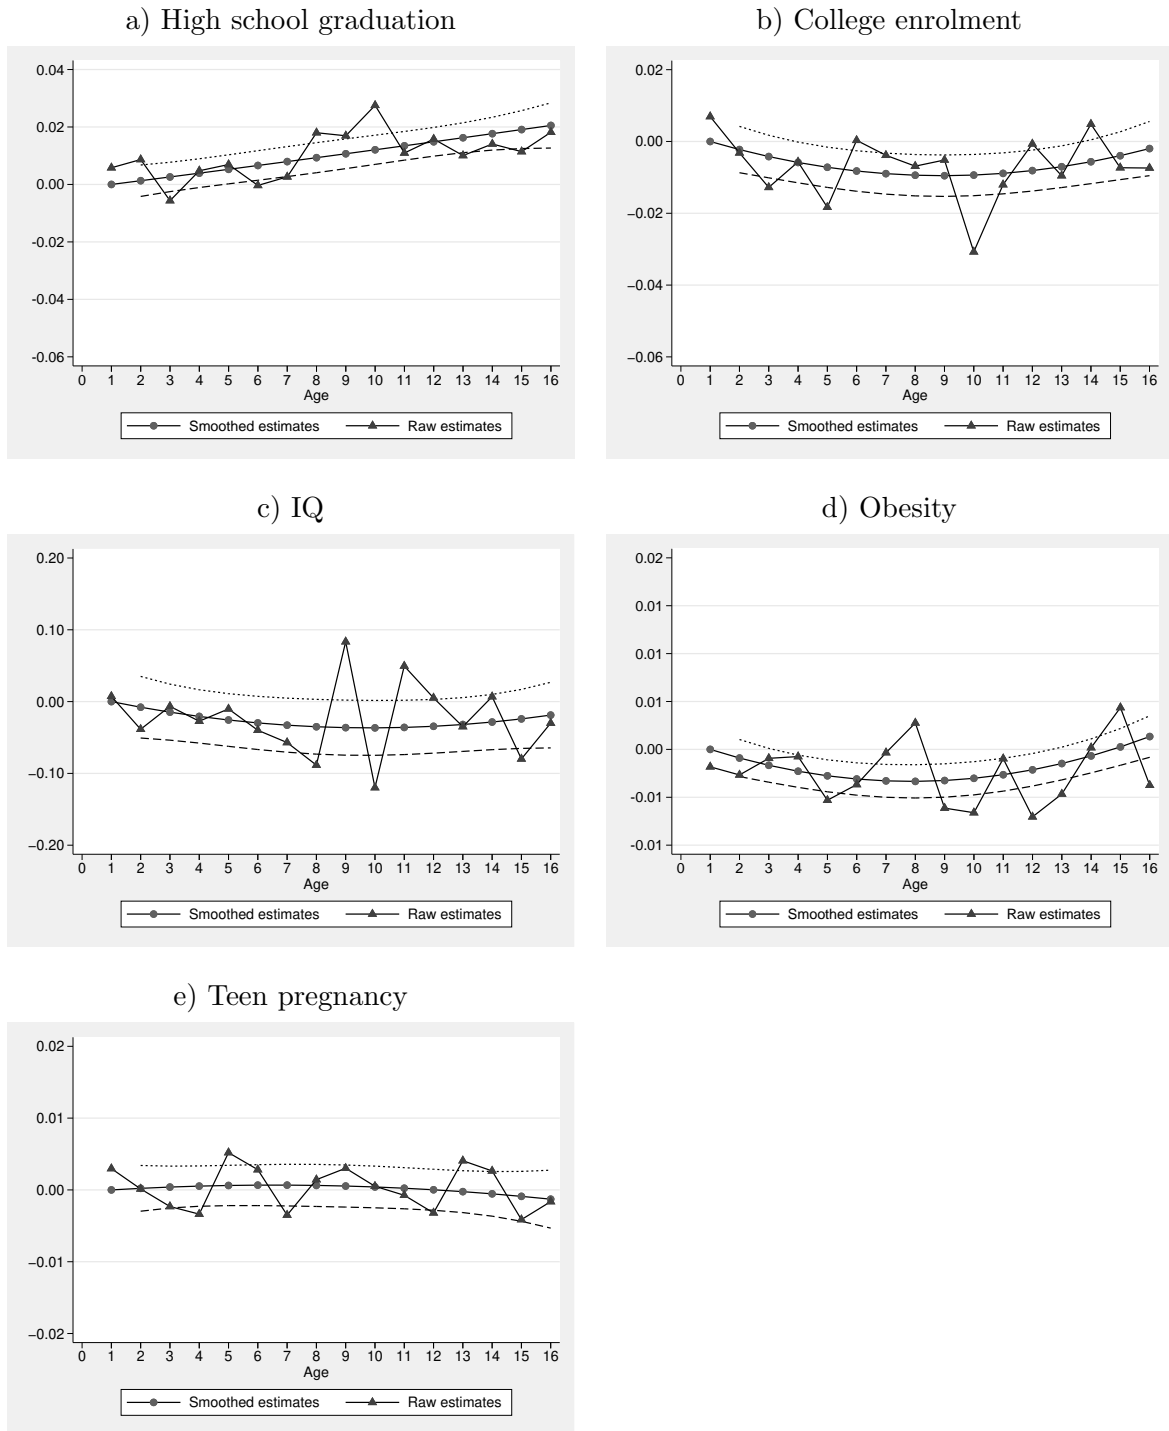 a) High school graduation
0.04
0.02
0.00
-0.02
-0.04
-0.06
0 1 2 3 4 5 6 7 8 9 10 11 12 13 14 15 16
Age
Smoothed estimates Raw estimates
b) College enrolment
0.02
0.00
−0.02
−0.04
−0.06
0 1 2 3 4 5 6 7 8 9 10 11 12 13 14 15 16
Age
Smoothed estimates Raw estimates
c) IQ
0.20
0.10
0.00
−0.10
−0.20
0 1 2 3 4 5 6 7 8 9 10 11 12 13 14 15 16
Age
Smoothed estimates Raw estimates
d) Obesity
0.02
0.01
0.01
0.01
0.00
-0.01
-0.01
0 1 2 3 4 5 6 7 8 9 10 11 12 13 14 15 16
Age
Smoothed estimates Raw estimates
e) Teen pregnancy
0.02
0.01
0.00
−0.01
−0.02
0 1 2 3 4 5 6 7 8 9 10 11 12 13 14 15 16
Age
Smoothed estimates Raw estimates